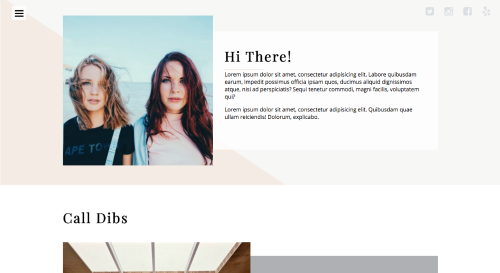 Hi There!
Lorem ipsum dolor sit amet, consectetur adipisicing elit. Labore quibusdam
earum, impedit possimus officia ipsam quos, ducimus aliquid dignissimos
atque, nisi ad perspiciatis? Sequi tenetur commodi, magni facilis, voluptatem
qui?
Lorem ipsum dolor sit amet, consectetur adipisicing elit. Quibusdam quae
ullam reiciendis! Dolorum, explicabo.
APE TO
Call Dibs